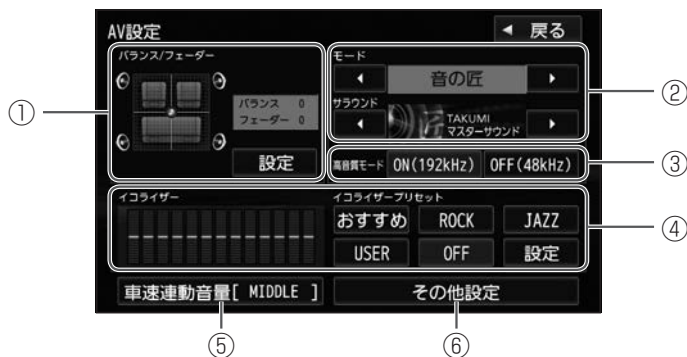 AV設定
◀ 戻る
バランス/フェーダー
バランス 0
フェーダー 0
設定
モード
音の匠
サラウンド
TAKUMI
マスターサウンド
高音質モード ON(192kHz) OFF(48kHz)
イコライザー
イコライザープリセット
おすすめ ROCK JAZZ
USER OFF 設定
車速連動音量[ MIDDLE ]
その他設定
①
②
③
④
⑤
⑥